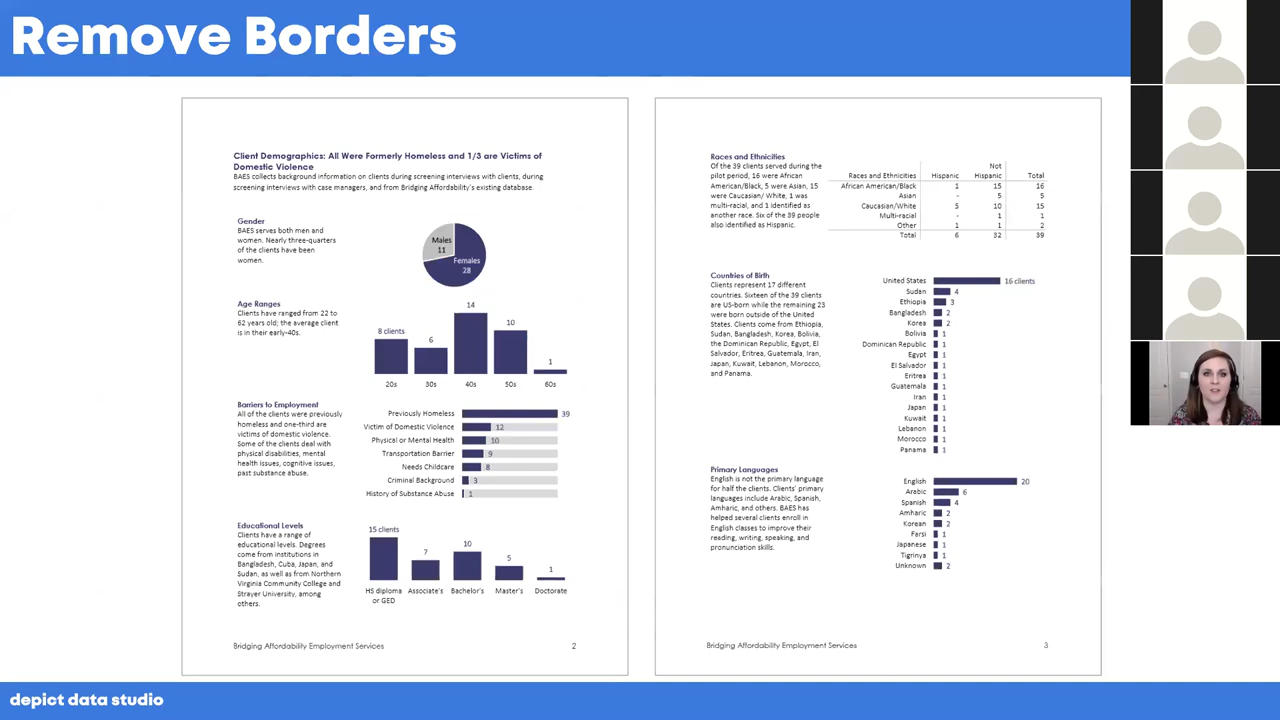 Remove Borders
Client Demographics: All Were Formerly Homeless and 1/3 are Victims of
Domestic Violence
BAES collects background information on clients during screening interviews with clients, during
screening interviews with case managers, and from Bridging Affordability's existing database.
Gender
BAES serves both men and
women. Nearly three-quarters
of the clients have been
women.
Males
11
Females
28
Age Ranges
Clients have ranged from 22 to
62 years old; the average client
is in their early-40s.
8 clients
6
14
10
1
20s 30s 40s 50s 60s
Barriers to Employment
All of the clients were previously
homeless and one-third are
victims of domestic violence.
Some of the clients deal with
physical disabilities, mental
health issues, cognitive issues,
past substance abuse.
Previously Homeless 39
Victim of Domestic Violence 12
Physical or Mental Health 10
Transportation Barrier 9
Needs Childcare 8
Criminal Background 3
History of Substance Abuse 1
Educational Levels
Clients have a range of
educational levels. Degrees
come from institutions in
Bangladesh, Cuba, Japan, and
Sudan, as well as from Northern
Virginia Community College and
Strayer University, among
others.
15 clients
7
10
5
1
HS diploma Associate's Bachelor's Master's Doctorate
or GED
Bridging Affordability Employment Services 2
Races and Ethnicities
Of the 39 clients served during the
pilot period, 16 were African
American/Black, 5 were Asian, 15
were Caucasian/ White, 1 was
multi-racial, and 1 identified as
another race. Six of the 39 people
also identified as Hispanic.
Not
Races and Ethnicities Hispanic Hispanic Total
African American/Black 1 15 16
Asian - 5 5
Caucasian/White 5 10 15
Multi-racial - 1 1
Other 1 1 2
Total 6 32 39
Countries of Birth
Clients represent 17 different
countries. Sixteen of the 39 clients
are US-born while the remaining 23
were born outside of the United
States. Clients come from Ethiopia,
Sudan, Bangladesh, Korea, Bolivia,
the Dominican Republic, Egypt, El
Salvador, Eritrea, Guatemala, Iran,
Japan, Kuwait, Lebanon, Morocco,
and Panama.
United States 16 clients
Sudan 4
Ethiopia 3
Bangladesh 2
Korea 2
Bolivia 1
Dominican Republic 1
Egypt 1
El Salvador 1
Eritrea 1
Guatemala 1
Iran 1
Japan 1
Kuwait 1
Lebanon 1
Morocco 1
Panama 1
Primary Languages
English is not the primary language
for half the clients. Clients' primary
languages include Arabic, Spanish,
Amharic, and others. BAES has
helped several clients enroll in
English classes to improve their
reading, writing, speaking, and
pronunciation skills.
English 20
Arabic 6
Spanish 4
Amharic 2
Korean 2
Farsi 1
Japanese 1
Tigrinya 1
Unknown 2
Bridging Affordability Employment Services 3
depict data studio